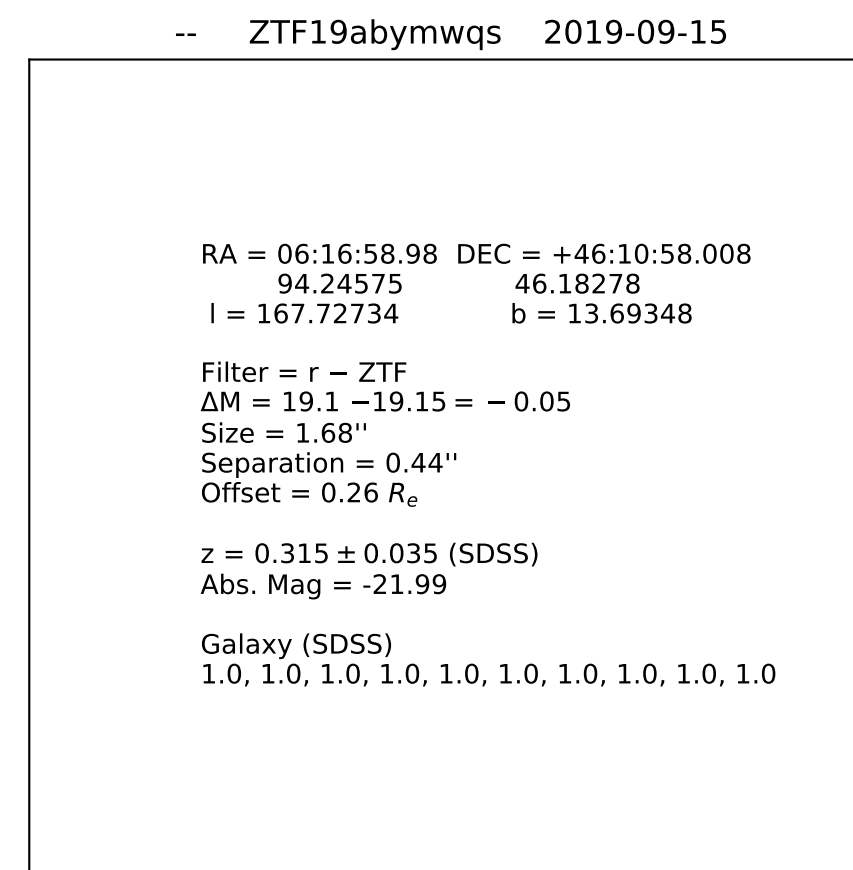 -- ZTF19abymwqs 2019-09-15
RA = 06:16:58.98 DEC = +46:10:58.008
94.24575 46.18278
l = 167.72734 b = 13.69348
Filter = r − ZTF
ΔM = 19.1 −19.15 = − 0.05
Size = 1.68''
Separation = 0.44''
Offset = 0.26 Re
z = 0.315 ± 0.035 (SDSS)
Abs. Mag = -21.99
Galaxy (SDSS)
1.0, 1.0, 1.0, 1.0, 1.0, 1.0, 1.0, 1.0, 1.0, 1.0